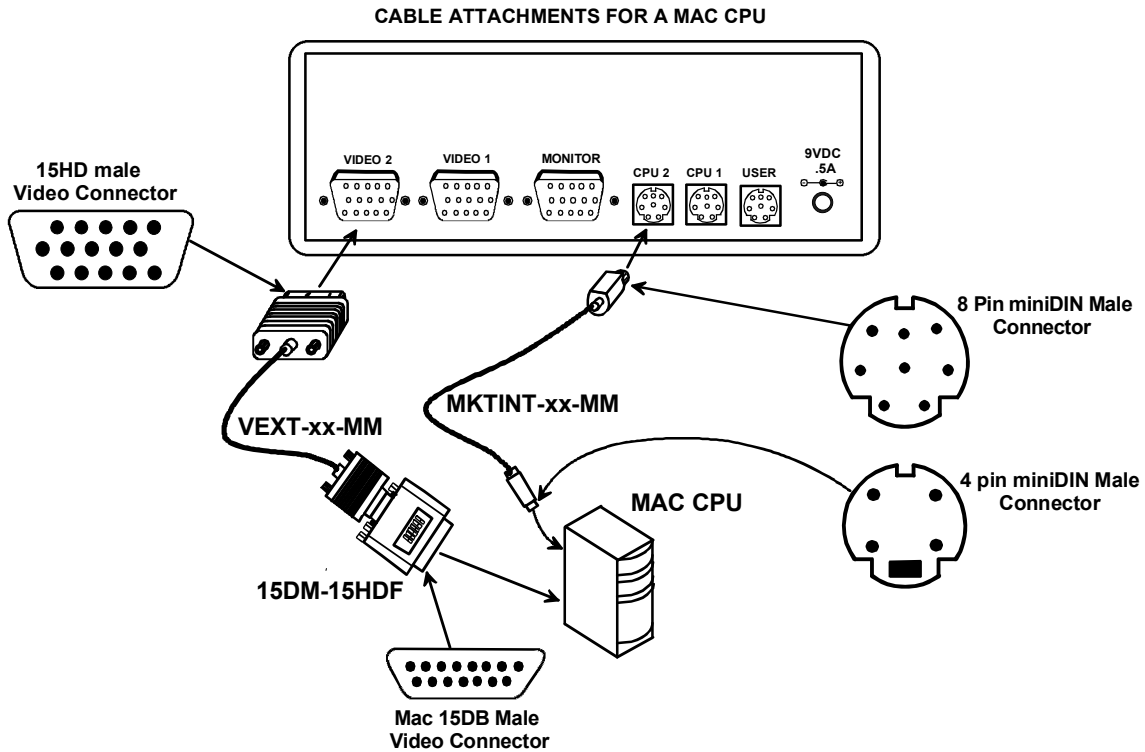 CABLE ATTACHMENTS FOR A MAC CPU
VIDEO 2
VIDEO 1
MONITOR
CPU 2
CPU 1
USER
9VDC
.5A
15HD male
Video Connector
8 Pin miniDIN Male
Connector
VEXT-xx-MM
MKTINT-xx-MM
4 pin miniDIN Male
Connector
MAC CPU
15DM-15HDF
Mac 15DB Male
Video Connector